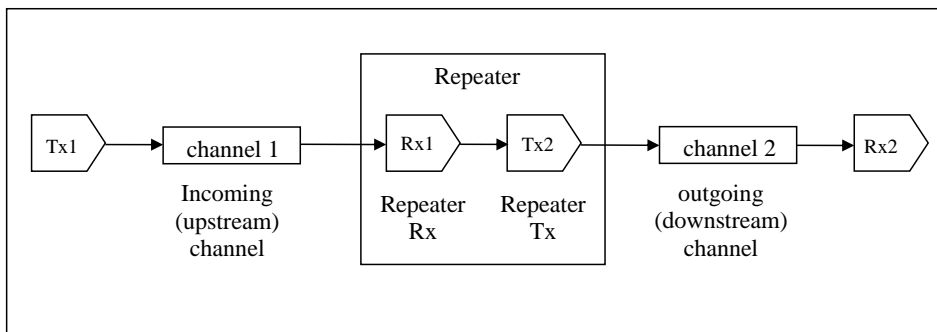 Repeater
Tx1
channel 1
Rx1
Tx2
channel 2
Rx2
Incoming
(upstream)
channel
Repeater
Rx
Repeater
Tx
outgoing
(downstream)
channel